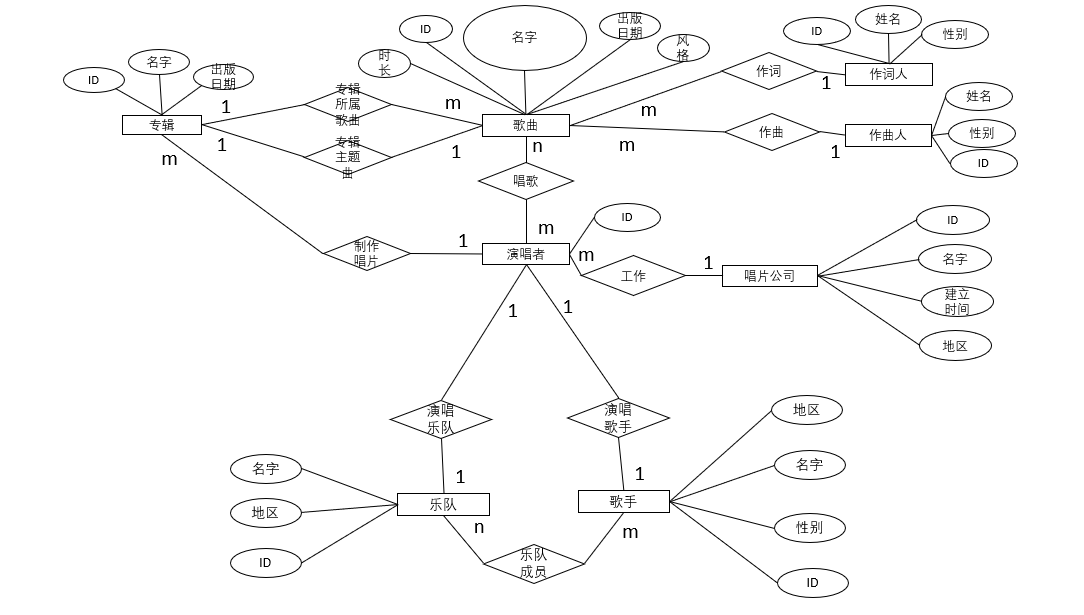 ID
名字
出版
日期
专辑
1
1
m
专辑
所属
歌曲
专辑
主题
曲
m
1
时
长
ID
名字
出版
日期
风
格
歌曲
n
唱歌
m
m
m
作词
1
ID
姓名
性别
作词人
作曲
1
作曲人
姓名
性别
ID
制作
唱片
1
演唱者
ID
m
工作
1
唱片公司
ID
名字
建立
时间
地区
1
1
演唱
乐队
演唱
歌手
1
1
名字
地区
ID
乐队
n
歌手
m
乐队
成员
地区
名字
性别
ID